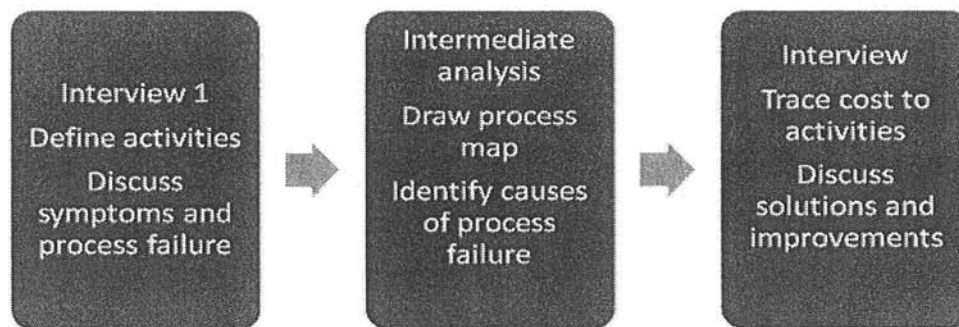 Interview 1
Define activities
Discuss
symptoms and
process failure
Intermediate
analysis
Draw process
map
Identify causes
of process
failure
Interview
Trace cost to
activities
Discuss
solutions and
improvements